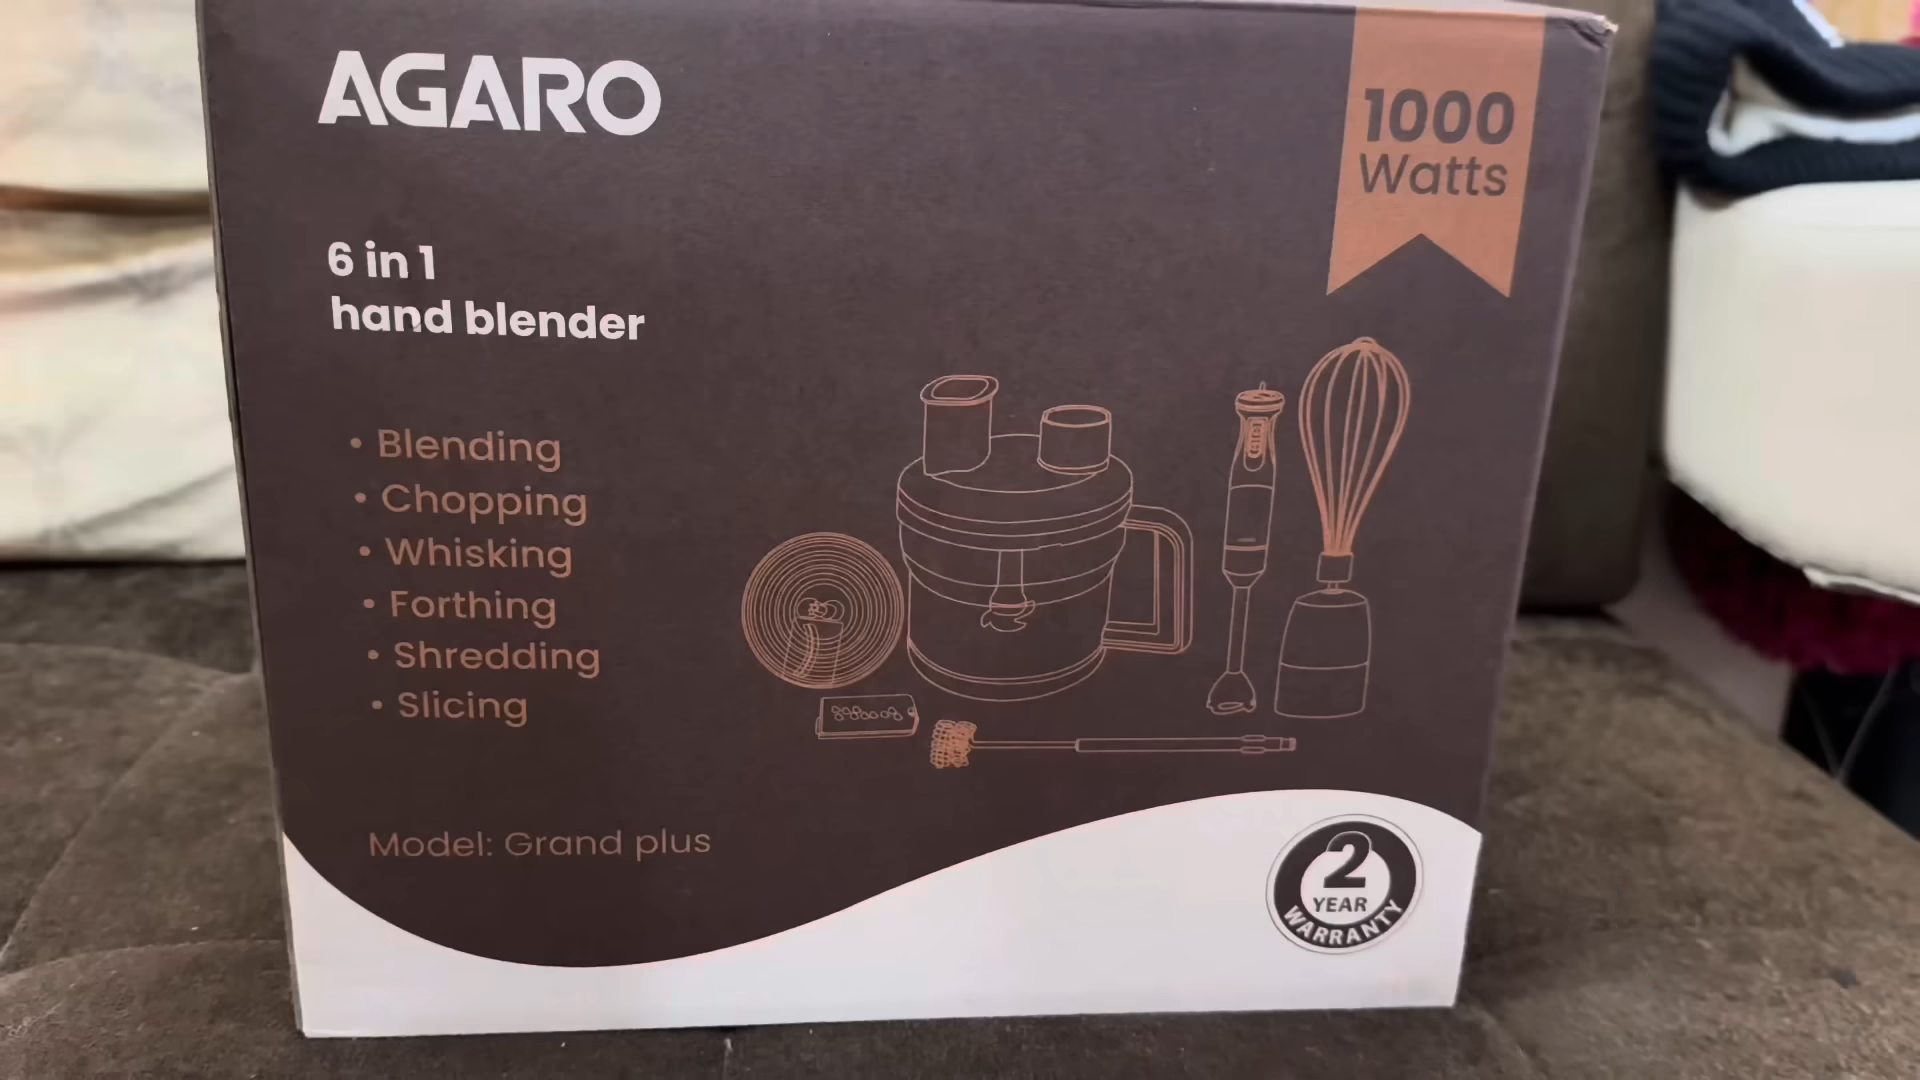 AGARO
1000
Watts
6 in 1
hand blender
• Blending
• Chopping
• Whisking
• Forthing
• Shredding
• Slicing
Model: Grand plus
2
YEAR
WARRANTY